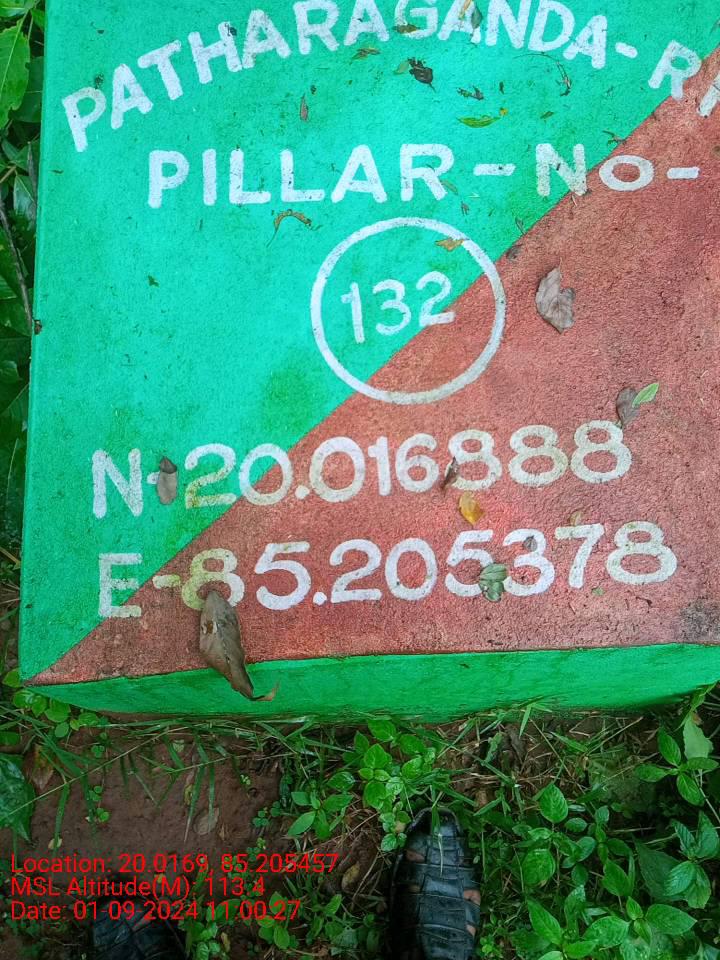 PATHARAGANDA-R
PILLAR-No-
132
N-20.016888
E-85.205378
Location: 20.0169, 85.205457
MSL Altitude(M): 113.4
Date: 01-09-2024 11:00:27